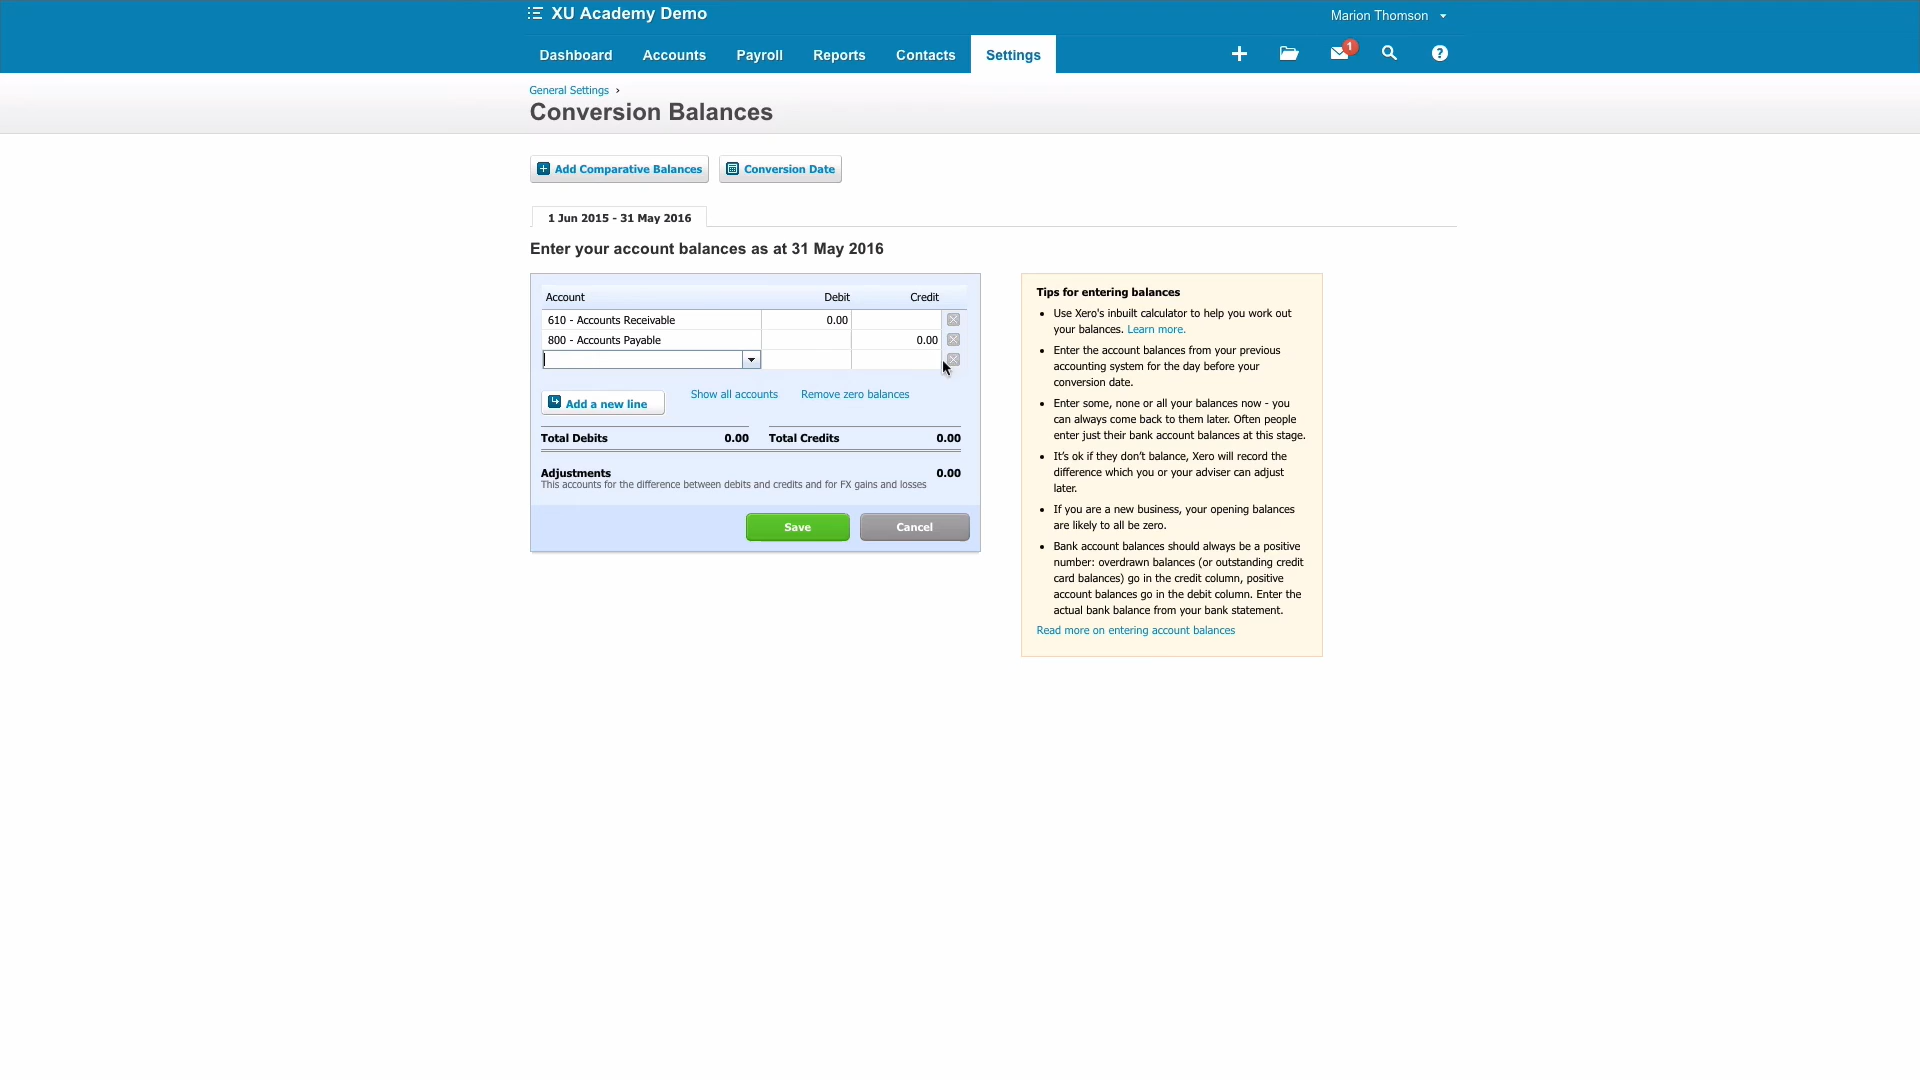 XU Academy Demo
Marion Thomson
Dashboard Accounts Payroll Reports Contacts Settings
1
General Settings ›
Conversion Balances
Add Comparative Balances
Conversion Date
1 Jun 2015 - 31 May 2016
Enter your account balances as at 31 May 2016
Account Debit Credit
610 - Accounts Receivable 0.00
800 - Accounts Payable 0.00
Add a new line
Show all accounts
Remove zero balances
Total Debits 0.00 Total Credits 0.00
Adjustments 0.00
This accounts for the difference between debits and credits and for FX gains and losses
Save
Cancel
Tips for entering balances
• Use Xero's inbuilt calculator to help you work out
your balances. Learn more.
• Enter the account balances from your previous
accounting system for the day before your
conversion date.
• Enter some, none or all your balances now - you
can always come back to them later. Often people
enter just their bank account balances at this stage.
• It's ok if they don't balance, Xero will record the
difference which you or your adviser can adjust
later.
• If you are a new business, your opening balances
are likely to all be zero.
• Bank account balances should always be a positive
number: overdrawn balances (or outstanding credit
card balances) go in the credit column, positive
account balances go in the debit column. Enter the
actual bank balance from your bank statement.
Read more on entering account balances